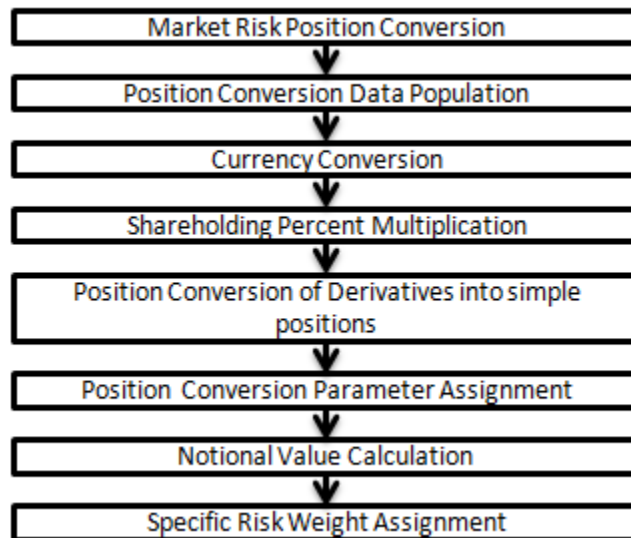 Market Risk Position Conversion
Position Conversion Data Population
Currency Conversion
Shareholding Percent Multiplication
Position Conversion of Derivatives into simple
positions
Position Conversion Parameter Assignment
Notional Value Calculation
Specific Risk Weight Assignment